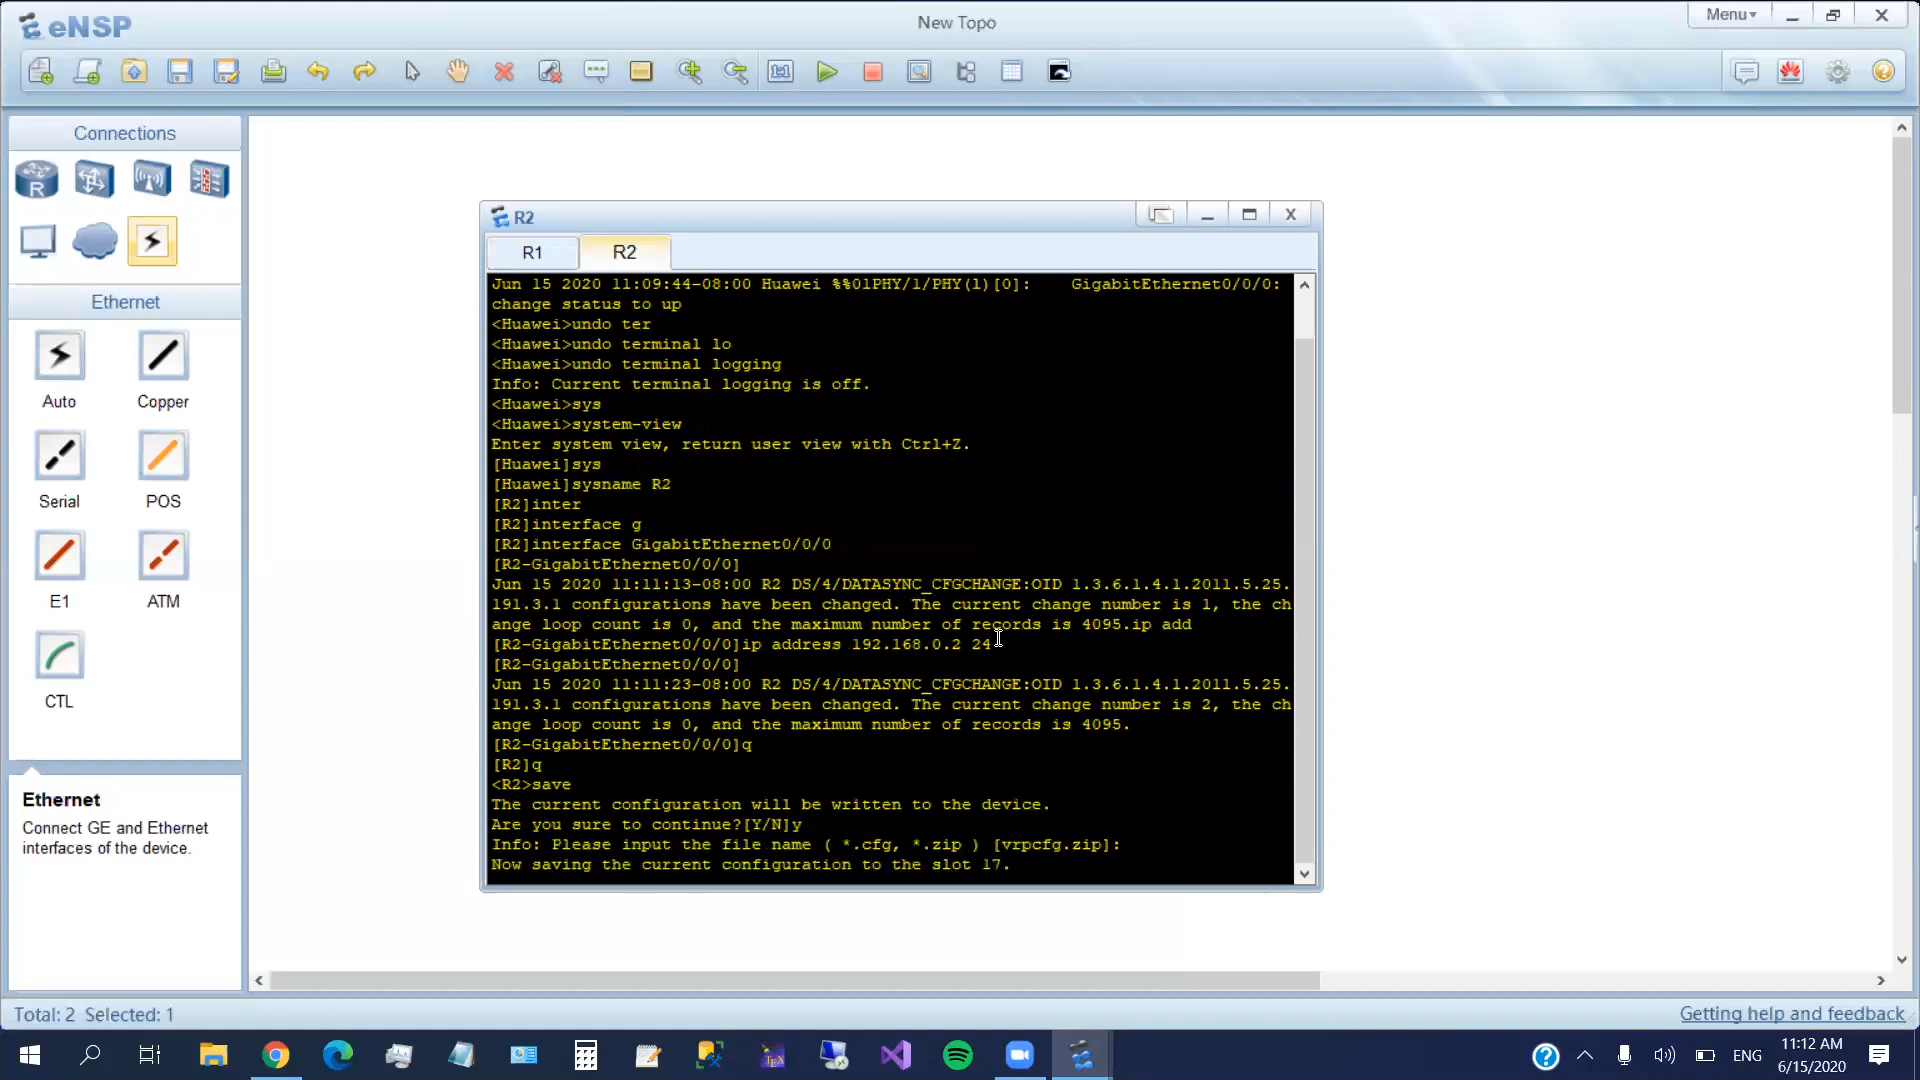 eNSP
New Topo
Menu
Connections
R
Ethernet
Auto
Copper
Serial
POS
E1
ATM
CTL
Ethernet
Connect GE and Ethernet
interfaces of the device.
R2
R1
R2
Jun 15 2020 11:09:44-08:00 Huawei %%01PHY/1/PHY(l)[0]:    GigabitEthernet0/0/0:
change status to up
<Huawei>undo ter
<Huawei>undo terminal lo
<Huawei>undo terminal logging
Info: Current terminal logging is off.
<Huawei>sys
<Huawei>system-view
Enter system view, return user view with Ctrl+Z.
[Huawei]sys
[Huawei]sysname R2
[R2]inter
[R2]interface g
[R2]interface GigabitEthernet0/0/0
[R2-GigabitEthernet0/0/0]
Jun 15 2020 11:11:13-08:00 R2 DS/4/DATASYNC_CFGCHANGE:OID 1.3.6.1.4.1.2011.5.25.
191.3.1 configurations have been changed. The current change number is 1, the ch
ange loop count is 0, and the maximum number of records is 4095.ip add
[R2-GigabitEthernet0/0/0]ip address 192.168.0.2 24
[R2-GigabitEthernet0/0/0]
Jun 15 2020 11:11:23-08:00 R2 DS/4/DATASYNC_CFGCHANGE:OID 1.3.6.1.4.1.2011.5.25.
191.3.1 configurations have been changed. The current change number is 2, the ch
ange loop count is 0, and the maximum number of records is 4095.
[R2-GigabitEthernet0/0/0]q
[R2]q
<R2>save
The current configuration will be written to the device.
Are you sure to continue?[Y/N]y
Info: Please input the file name ( *.cfg, *.zip ) [vrpcfg.zip]:
Now saving the current configuration to the slot 17.
Total: 2 Selected: 1
Getting help and feedback
ENG
11:12 AM
6/15/2020